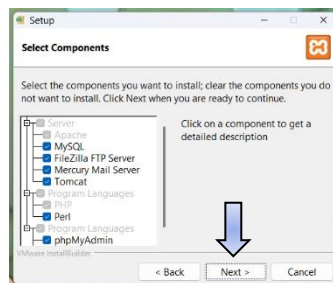 Setup
Select Components
Select the components you want to install; clear the components you do
not want to install. Click Next when you are ready to continue.
Server
Apache
MySQL
FileZilla FTP Server
Mercury Mail Server
Tomcat
Program Languages
PHP
Perl
Program Languages
phpMyAdmin
Click on a component to get a
detailed description
VMware InstallBuilder
< Back
Next >
Cancel